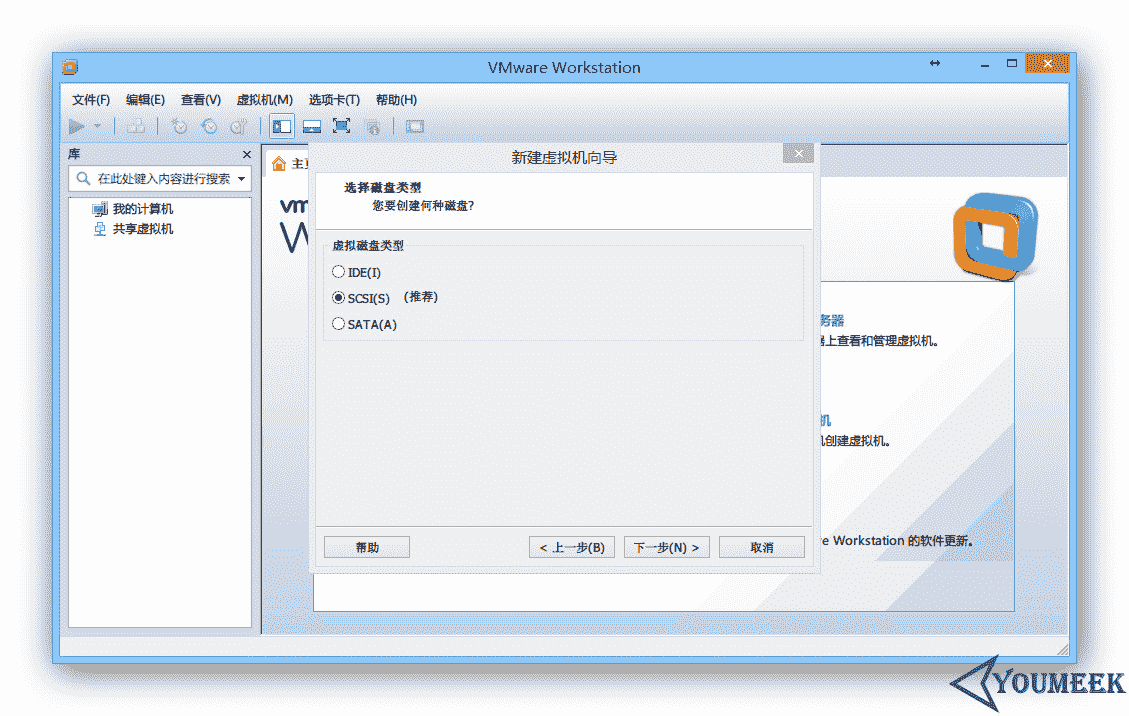 VMware Workstation
文件(F) 编辑(E) 查看(V) 虚拟机(M) 选项卡(T) 帮助(H)
库
在此处键入内容进行搜索
我的计算机
共享虚拟机
主
vm
W
新建虚拟机向导
选择磁盘类型
您要创建何种磁盘?
虚拟磁盘类型
IDE(I)
SCSI(S) (推荐)
SATA(A)
帮助
< 上一步(B)
下一步(N) >
取消
务器
器上查看和管理虚拟机。
机
机创建虚拟机。
re Workstation 的软件更新。
YOUMEEK